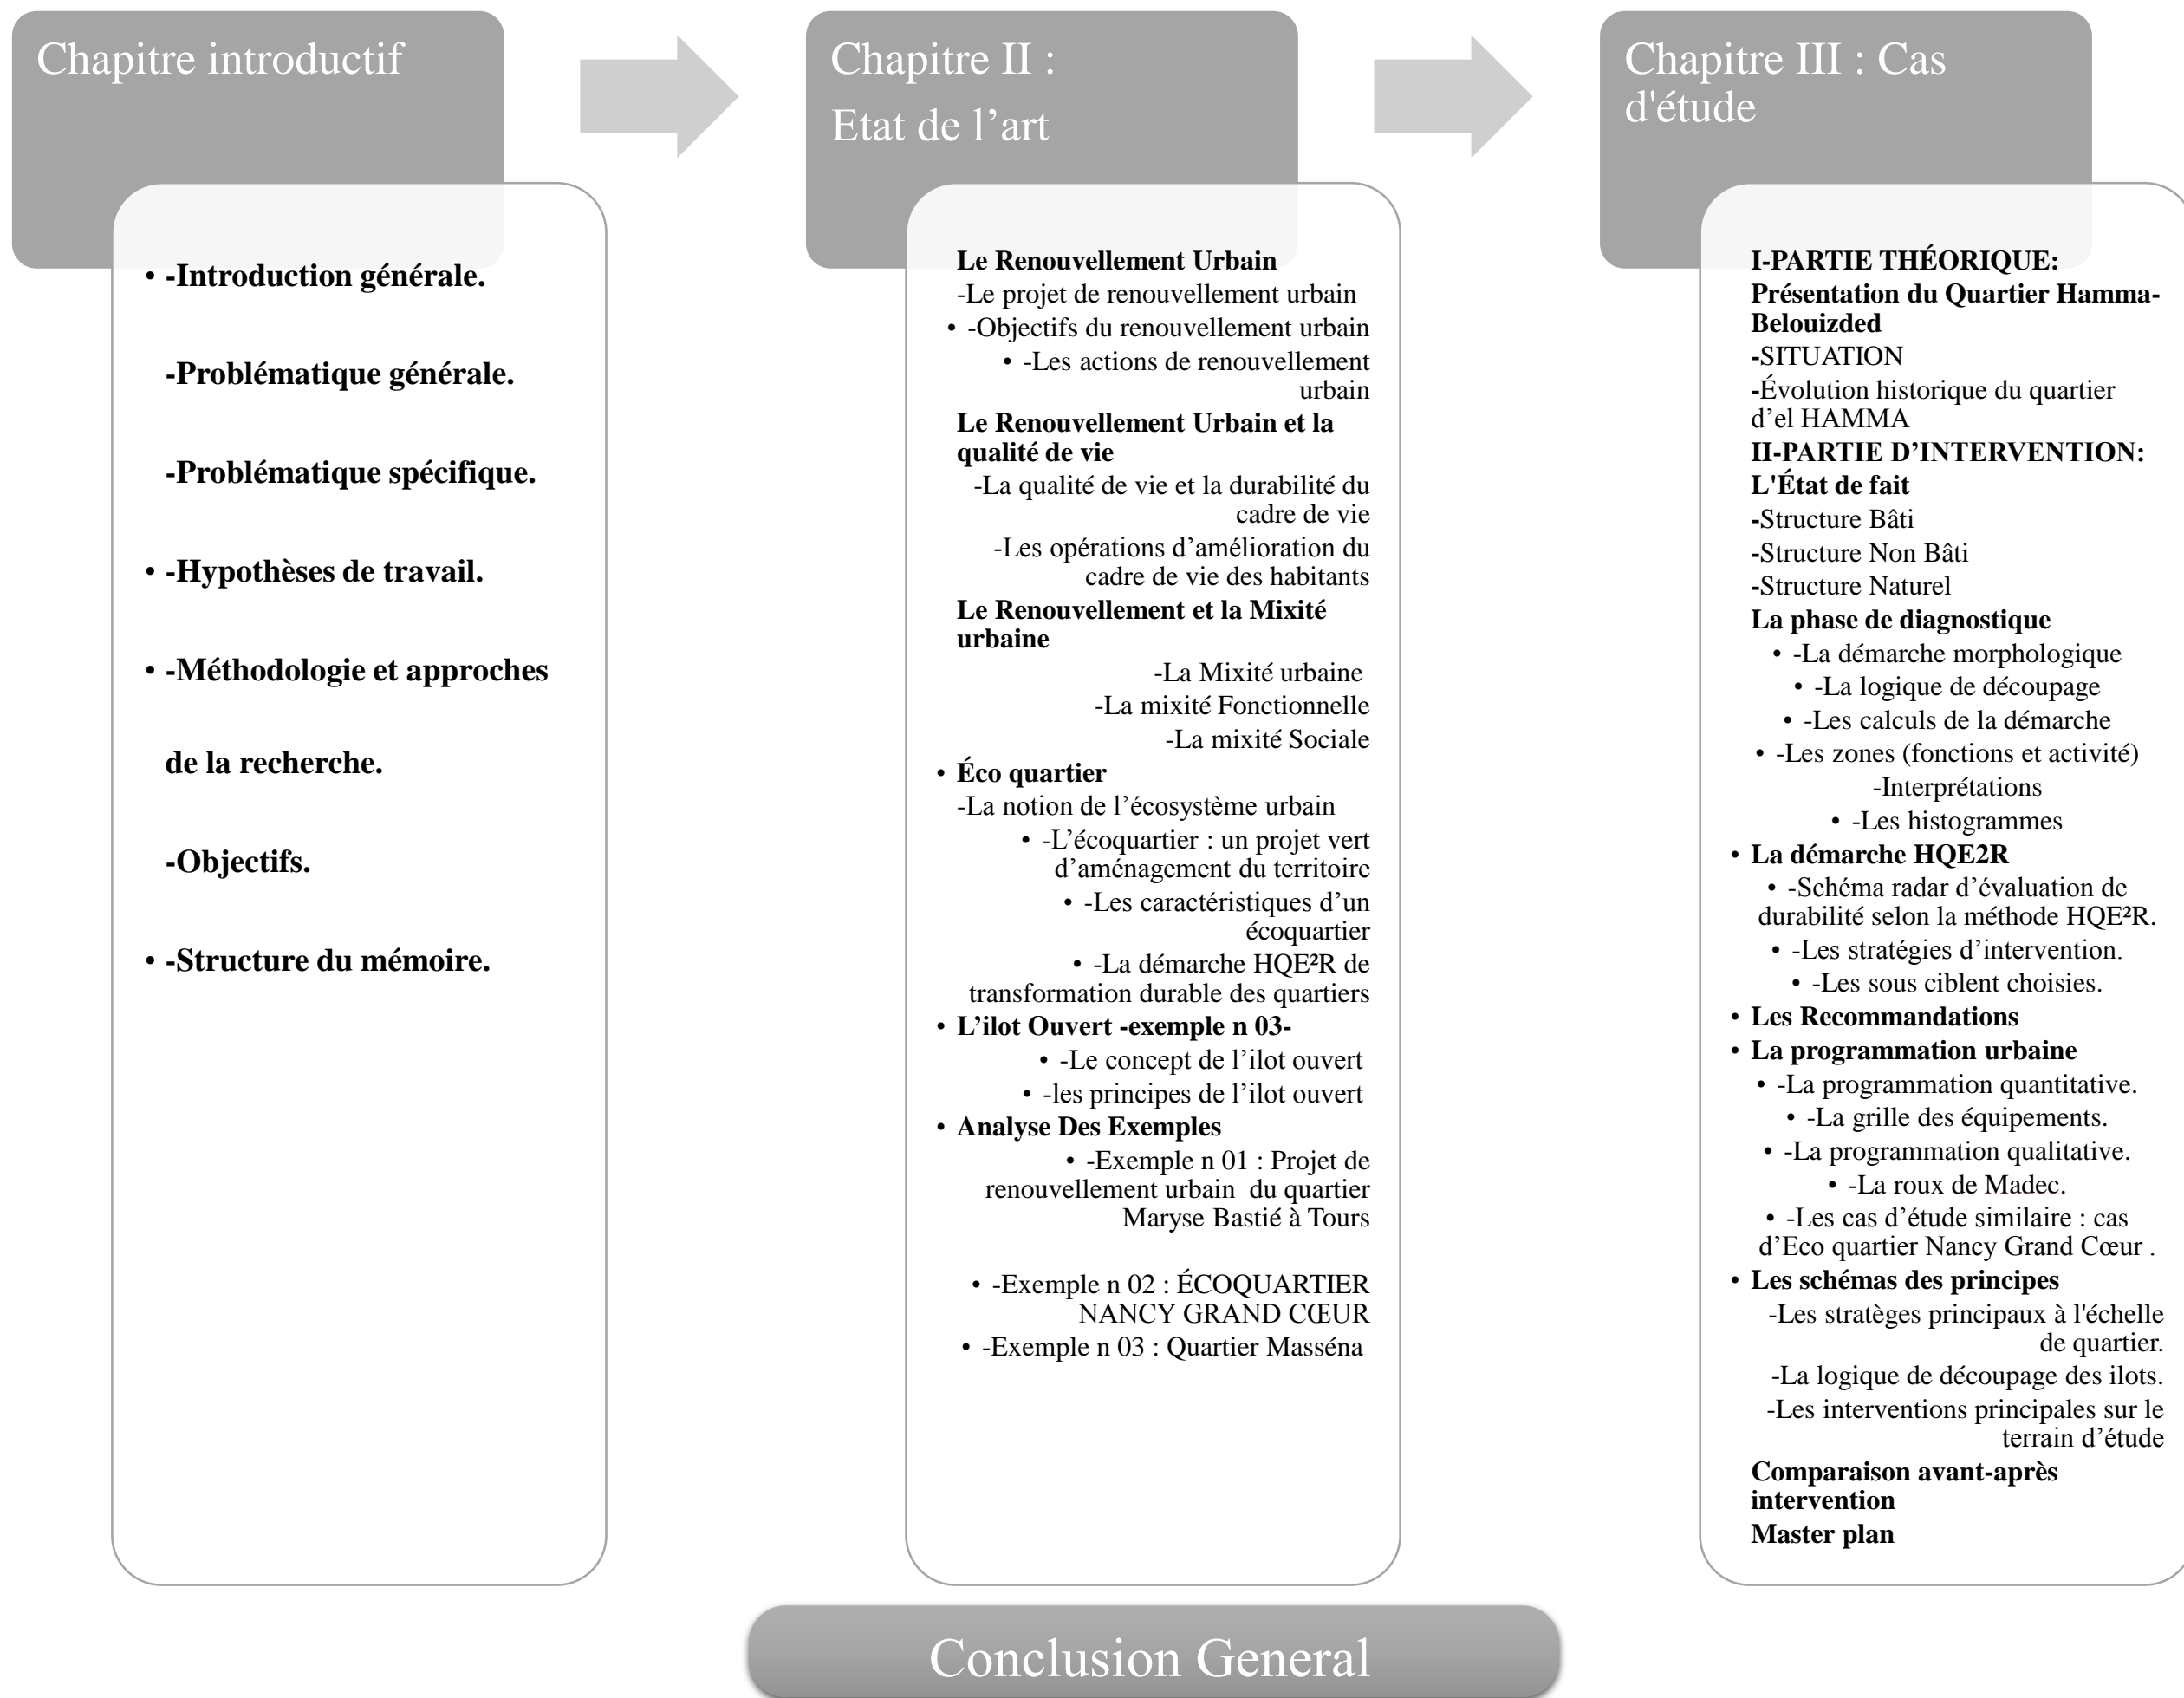 Chapitre introductif
• -Introduction générale.
-Problématique générale.
-Problématique spécifique.
• -Hypothèses de travail.
• -Méthodologie et approches
de la recherche.
-Objectifs.
• -Structure du mémoire.
Chapitre II :
Etat de l’art
Le Renouvellement Urbain
-Le projet de renouvellement urbain
• -Objectifs du renouvellement urbain
• -Les actions de renouvellement
urbain
Le Renouvellement Urbain et la
qualité de vie
-La qualité de vie et la durabilité du
cadre de vie
-Les opérations d’amélioration du
cadre de vie des habitants
Le Renouvellement et la Mixité
urbaine
-La Mixité urbaine
-La mixité Fonctionnelle
-La mixité Sociale
• Éco quartier
-La notion de l’écosystème urbain
• -L’écoquartier : un projet vert
d’aménagement du territoire
• -Les caractéristiques d’un
écoquartier
• -La démarche HQE²R de
transformation durable des quartiers
• L’ilot Ouvert -exemple n 03-
• -Le concept de l’ilot ouvert
• -les principes de l’ilot ouvert
• Analyse Des Exemples
• -Exemple n 01 : Projet de
renouvellement urbain du quartier
Maryse Bastié à Tours
• -Exemple n 02 : ÉCOQUARTIER
NANCY GRAND CŒUR
• -Exemple n 03 : Quartier Masséna
Chapitre III : Cas
d'étude
I-PARTIE THÉORIQUE:
Présentation du Quartier Hamma-
Belouizded
-SITUATION
-Évolution historique du quartier
d’el HAMMA
II-PARTIE D’INTERVENTION:
L'État de fait
-Structure Bâti
-Structure Non Bâti
-Structure Naturel
La phase de diagnostique
• -La démarche morphologique
• -La logique de découpage
• -Les calculs de la démarche
• -Les zones (fonctions et activité)
-Interprétations
• -Les histogrammes
• La démarche HQE2R
• -Schéma radar d’évaluation de
durabilité selon la méthode HQE²R.
• -Les stratégies d’intervention.
• -Les sous ciblent choisies.
• Les Recommandations
• La programmation urbaine
• -La programmation quantitative.
• -La grille des équipements.
• -La programmation qualitative.
• -La roux de Madec.
• -Les cas d’étude similaire : cas
d’Eco quartier Nancy Grand Cœur .
• Les schémas des principes
-Les stratèges principaux à l'échelle
de quartier.
-La logique de découpage des ilots.
-Les interventions principales sur le
terrain d’étude
Comparaison avant-après
intervention
Master plan
Conclusion General